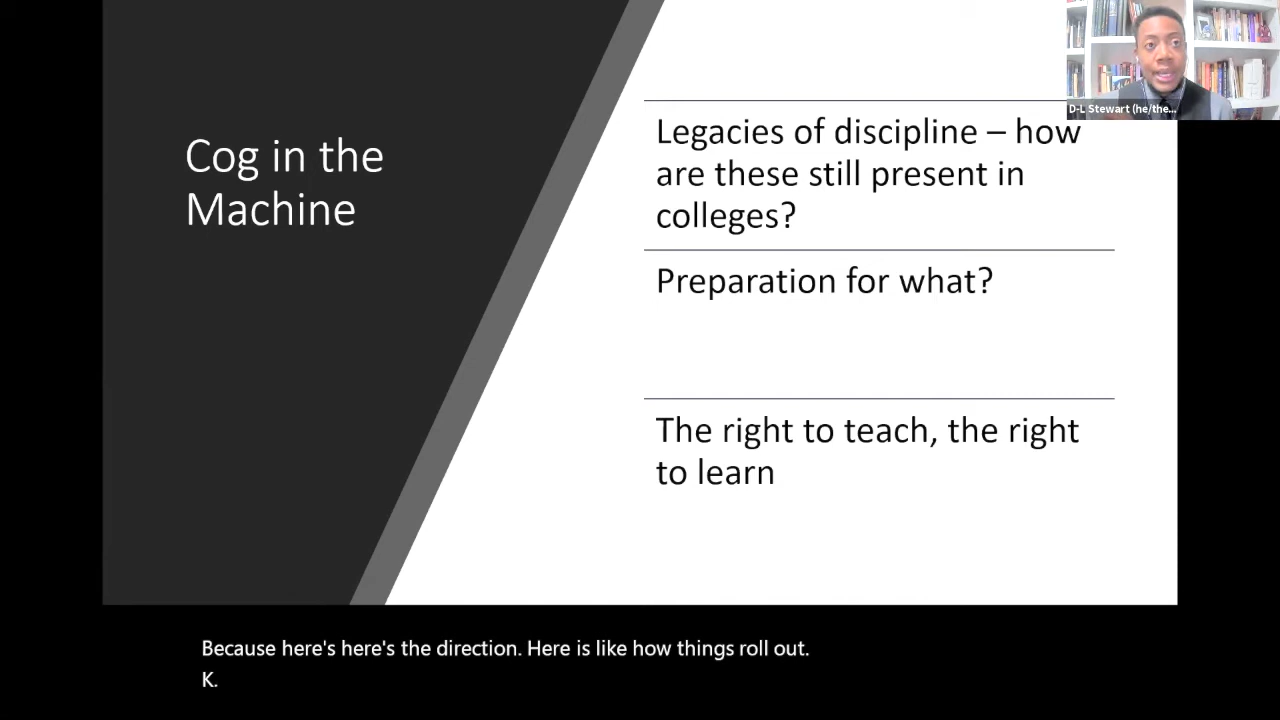 D-L Stewart (he/the...
Cog in the
Machine
Legacies of discipline – how
are these still present in
colleges?
Preparation for what?
The right to teach, the right
to learn
Because here's here's the direction. Here is like how things roll out.
K.